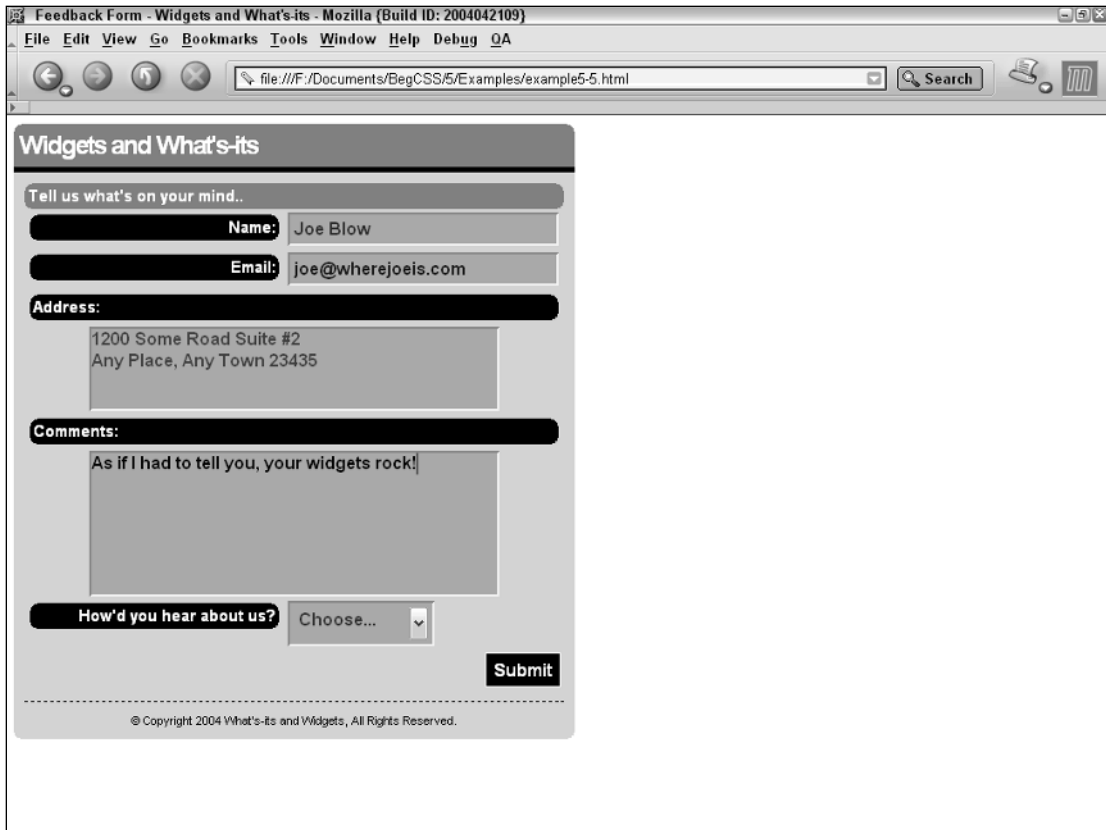 Feedback Form - Widgets and What's-its - Mozilla {Build ID: 2004042109}
File Edit View Go Bookmarks Tools Window Help Debug QA
file:///F:/Documents/BegCSS/5/Examples/example5-5.html Search
Widgets and What's-its
Tell us what's on your mind..
Name: Joe Blow
Email: joe@wherejoeis.com
Address:
1200 Some Road Suite #2
Any Place, Any Town 23435
Comments:
As if I had to tell you, your widgets rock!
How'd you hear about us? Choose...
Submit
© Copyright 2004 What's-its and Widgets, All Rights Reserved.